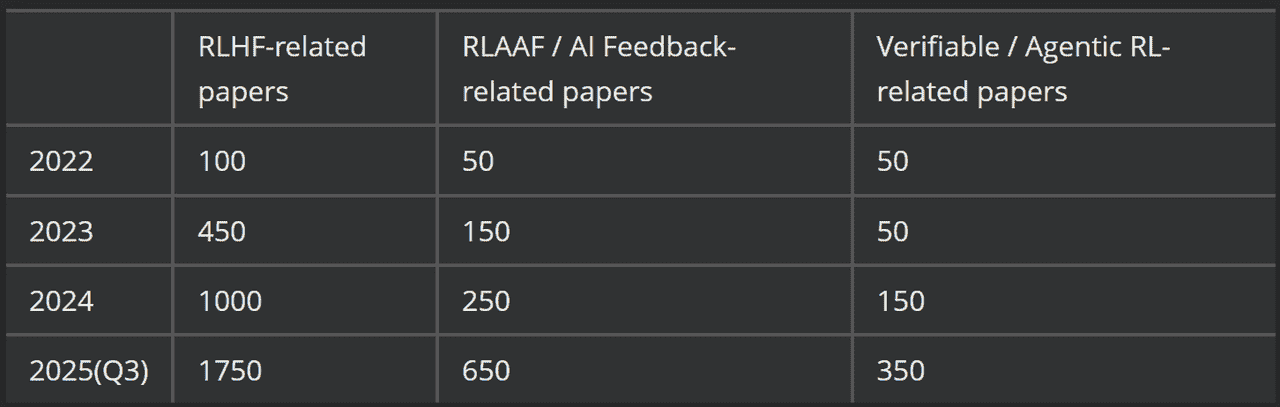 RLHF-related papers RLAAF / AI Feedback-related papers Verifiable / Agentic RL-related papers
2022 100 50 50
2023 450 150 50
2024 1000 250 150
2025(Q3) 1750 650 350